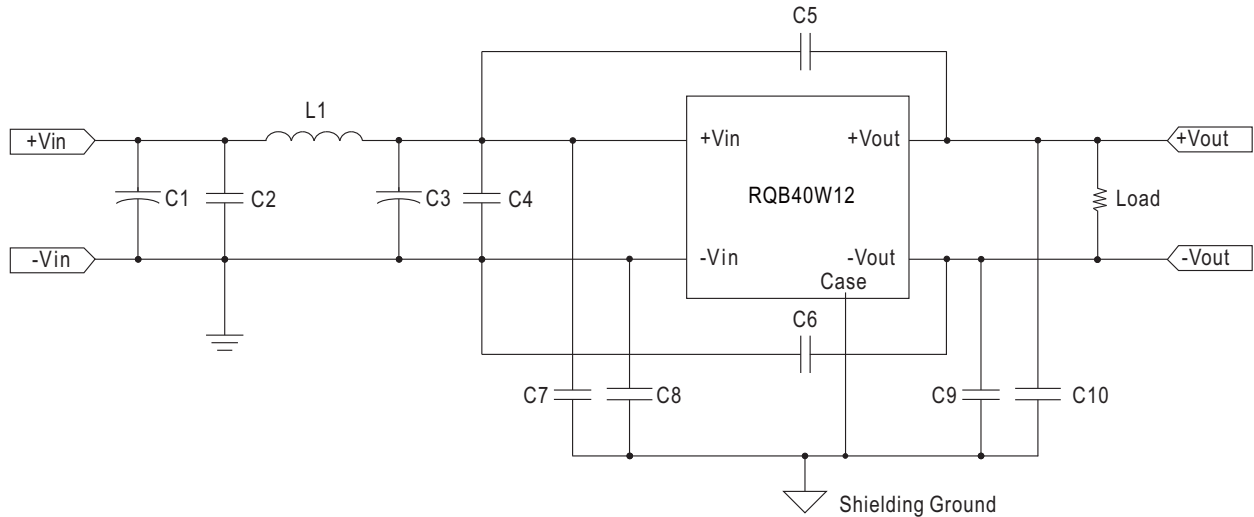 C5
L1
+Vin
+Vin
+Vout
+Vout
C1
C2
C3
C4
RQB40W12
Load
-Vin
-Vin
-Vout
-Vout
Case
C6
C7
C8
C9
C10
Shielding Ground